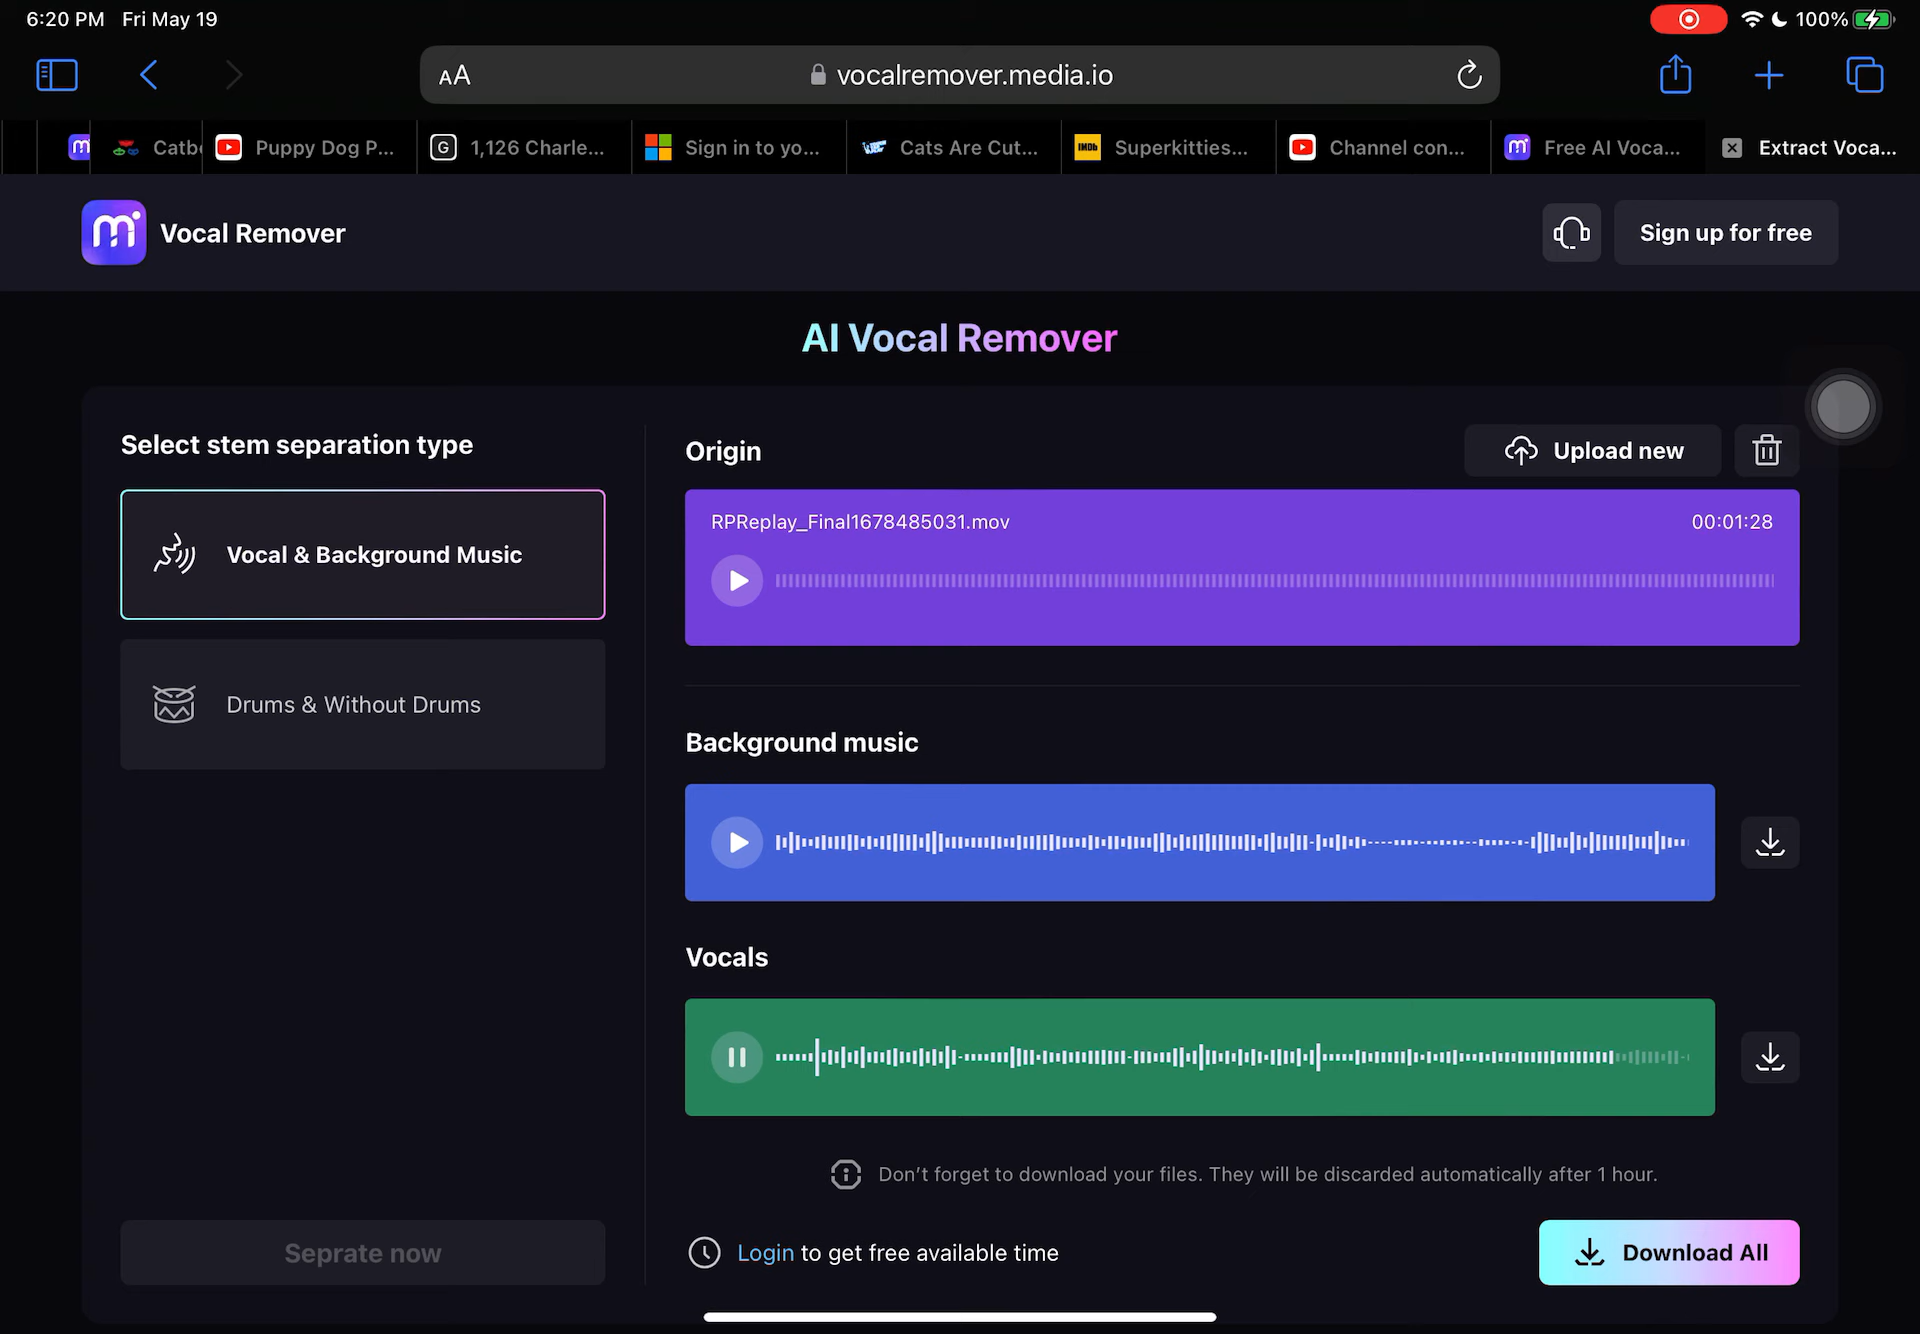 6:20 PM Fri May 19
100%
AA vocalremover.media.io
Catb
Puppy Dog P...
1,126 Charle...
Sign in to yo...
Cats Are Cut...
IMDb Superkitties...
Channel con...
Free AI Voca...
Extract Voca...
Vocal Remover
Sign up for free
AI Vocal Remover
Select stem separation type
Vocal & Background Music
Drums & Without Drums
Seprate now
Origin
Upload new
RPReplay_Final1678485031.mov
00:01:28
Background music
Vocals
Don't forget to download your files. They will be discarded automatically after 1 hour.
Login to get free available time
Download All